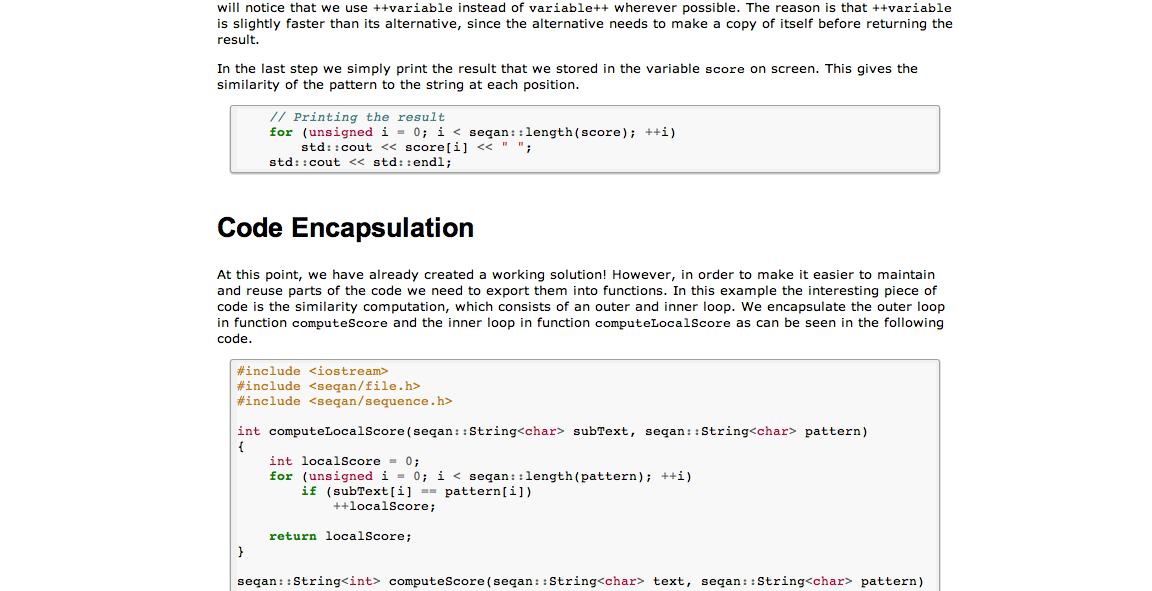 will notice that we use ++variable instead of variable++ wherever possible. The reason is that ++variable
is slightly faster than its alternative, since the alternative needs to make a copy of itself before returning the
result.
In the last step we simply print the result that we stored in the variable score on screen. This gives the
similarity of the pattern to the string at each position.
// Printing the result
for (unsigned i = 0; i < seqan::length(score); ++i)
std::cout << score[i] << " ";
std::cout << std::endl;
Code Encapsulation
At this point, we have already created a working solution! However, in order to make it easier to maintain
and reuse parts of the code we need to export them into functions. In this example the interesting piece of
code is the similarity computation, which consists of an outer and inner loop. We encapsulate the outer loop
in function computeScore and the inner loop in function computeLocalScore as can be seen in the following
code.
#include <iostream>
#include <seqan/file.h>
#include <seqan/sequence.h>
int computeLocalScore(seqan::String<char> subText, seqan::String<char> pattern)
{
int localScore = 0;
for (unsigned i = 0; i < seqan::length(pattern); ++i)
if (subText[i] == pattern[i])
++localScore;
return localScore;
}
seqan::String<int> computeScore(seqan::String<char> text, seqan::String<char> pattern)